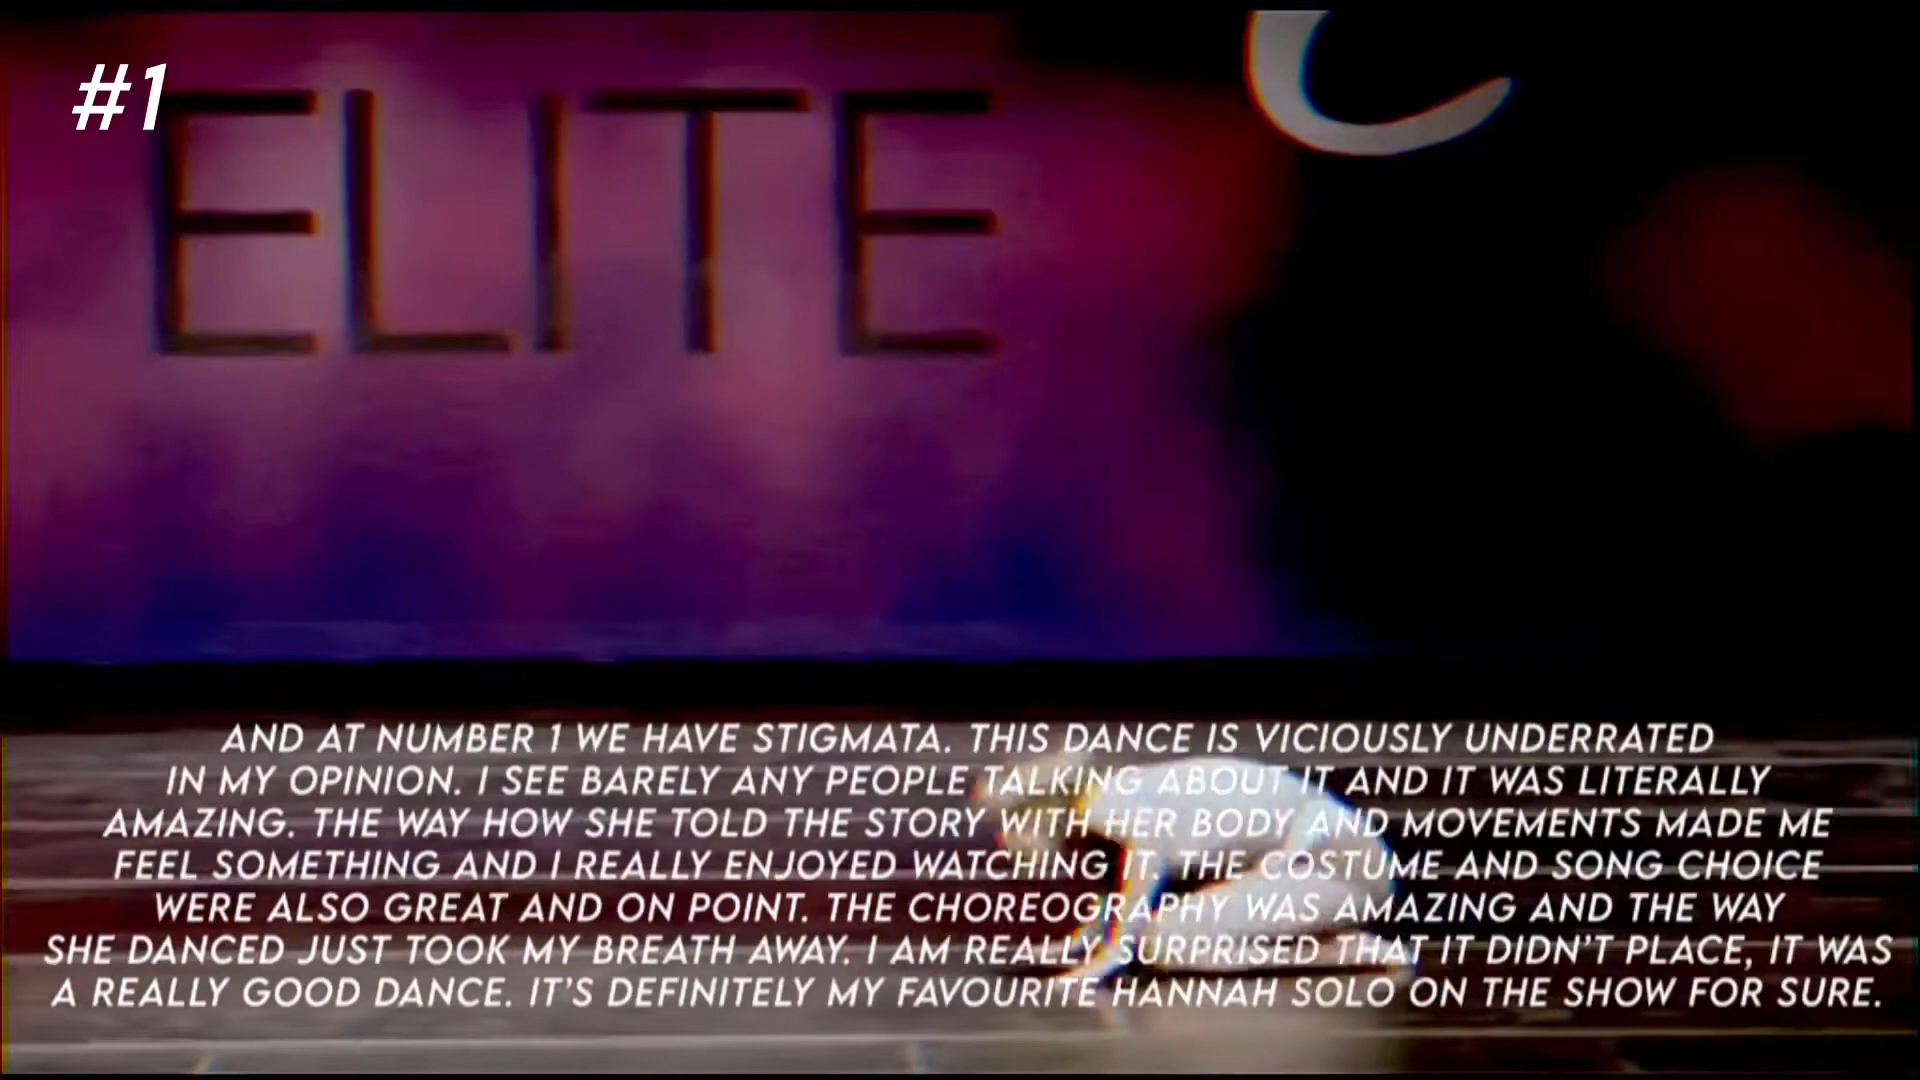 #1
ELITE
AND AT NUMBER 1 WE HAVE STIGMATA. THIS DANCE IS VICIOUSLY UNDERRATED
IN MY OPINION. I SEE BARELY ANY PEOPLE TALKING ABOUT IT AND IT WAS LITERALLY
AMAZING. THE WAY HOW SHE TOLD THE STORY WITH HER BODY AND MOVEMENTS MADE ME
FEEL SOMETHING AND I REALLY ENJOYED WATCHING IT. THE COSTUME AND SONG CHOICE
WERE ALSO GREAT AND ON POINT. THE CHOREOGRAPHY WAS AMAZING AND THE WAY
SHE DANCED JUST TOOK MY BREATH AWAY. I AM REALLY SURPRISED THAT IT DIDN'T PLACE, IT WAS
A REALLY GOOD DANCE. IT'S DEFINITELY MY FAVOURITE HANNAH SOLO ON THE SHOW FOR SURE.